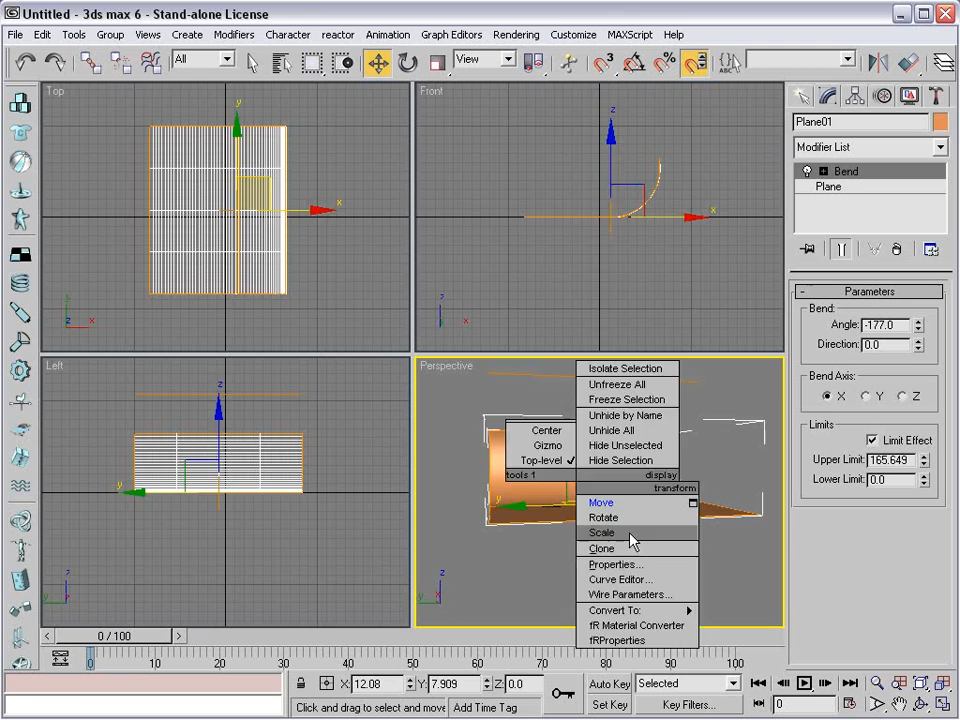 Untitled - 3ds max 6 - Stand-alone License
File Edit Tools Group Views Create Modifiers Character reactor Animation Graph Editors Rendering Customize MAXScript Help
All
View
Top
Front
Plane01
Modifier List
Bend
Plane
Parameters
Bend:
Angle: -177.0
Direction: 0.0
Bend Axis:
X Y Z
Limits
Limit Effect
Upper Limit: 165.649
Lower Limit: 0.0
y
x
z
x
z
x
z
x
Left
z
y
z
y
Perspective
y
z
y
Isolate Selection
Unfreeze All
Freeze Selection
Unhide by Name
Unhide All
Hide Unselected
Hide Selection
Center
Gizmo
Top-level
tools 1
display
transform
Move
Rotate
Scale
Clone
Properties...
Curve Editor...
Wire Parameters...
Convert To:
fR Material Converter
fRProperties
0 / 100
0 10 20 30 40 50 60 70 80 90 100
X: 12.08 Y: 7.909 Z: 0.0
Click and drag to select and move
Add Time Tag
Auto Key Selected
Set Key Key Filters...
0